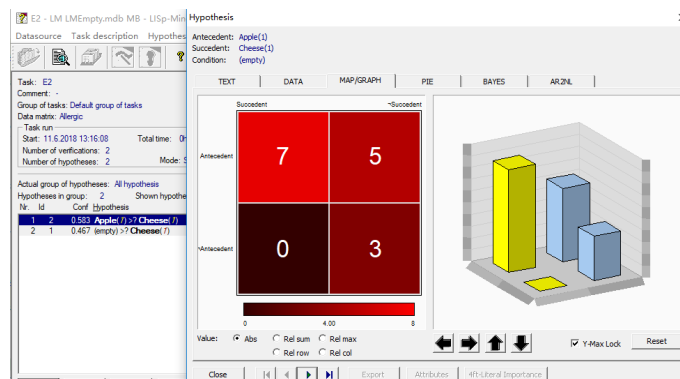 E2 - LM LMEmpty.mdb MB - LISp-Min
Datasource Task description Hypothes
Task: E2
Comment: -
Group of tasks: Default group of tasks
Data matrix: Allergic
Task run
Start: 11.6.2018 13:16:08 Total time: 0H
Number of verifications: 2
Number of hypotheses: 2 Mode: S
Actual group of hypotheses: All hypothesis
Hypotheses in group: 2 Shown hypothe
Nr. Id Conf Hypothesis
1 2 0.583 Apple(1) >? Cheese(1)
2 1 0.467 (empty) >? Cheese(1)
Hypothesis
Antecedent: Apple(1)
Succedent: Cheese(1)
Condition: (empty)
TEXT DATA MAP/GRAPH PIE BAYES AR2NL
Succedent ¬Succedent
Antecedent 7 5
¬Antecedent 0 3
0 4.00 8
Value: Abs Rel sum Rel max
Rel row Rel col
Y-Max Lock Reset
Close Export Attributes 4ft-Literal Importance